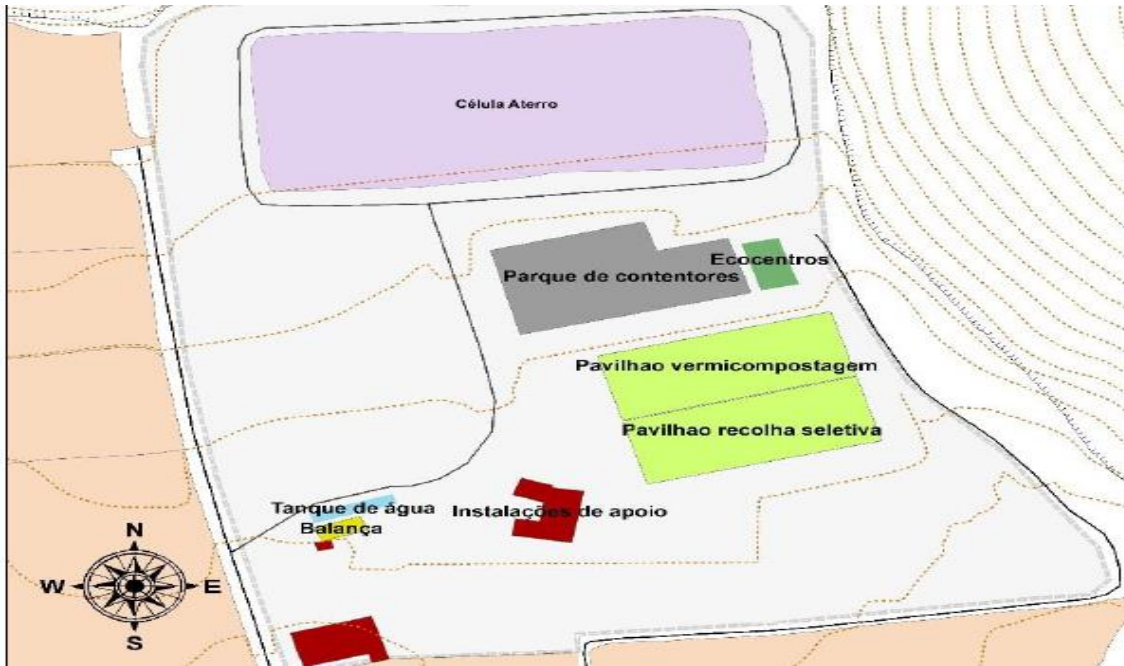 Célula Aterro
Ecocentros
Parque de contentores
Pavilhao vermicompostagem
Pavilhao recolha seletiva
Tanque de água
Instalações de apoio
Balança
N
W
E
S